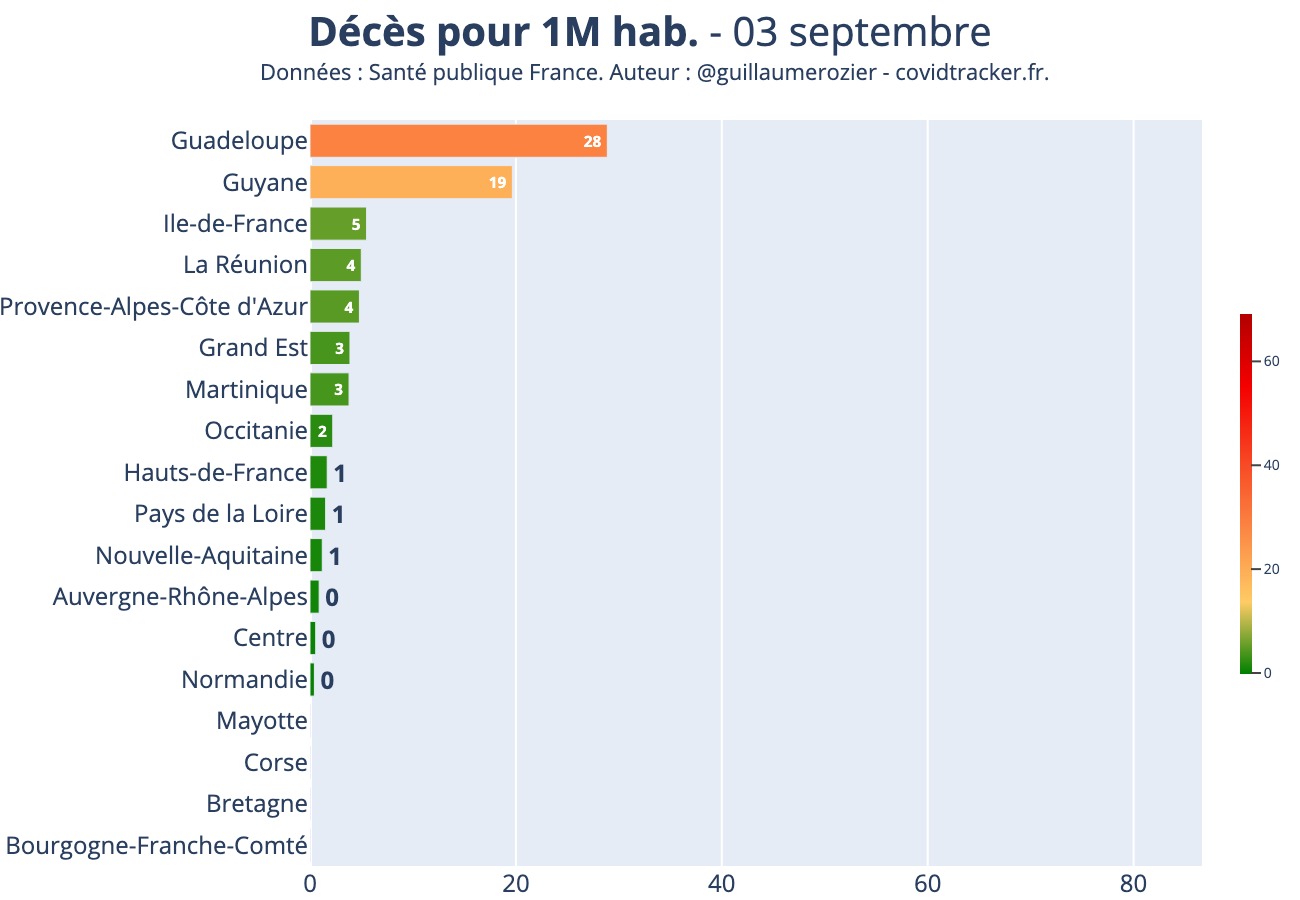 Décès pour 1M hab. - 03 septembre
Données : Santé publique France. Auteur : @guillaumerozier - covidtracker.fr.
Guadeloupe 28
Guyane 19
Ile-de-France 5
La Réunion 4
Provence-Alpes-Côte d'Azur 4
Grand Est 3
Martinique 3
Occitanie 2
Hauts-de-France 1
Pays de la Loire 1
Nouvelle-Aquitaine 1
Auvergne-Rhône-Alpes 0
Centre 0
Normandie 0
Mayotte
Corse
Bretagne
Bourgogne-Franche-Comté
0 20 40 60 80
60
40
20
0